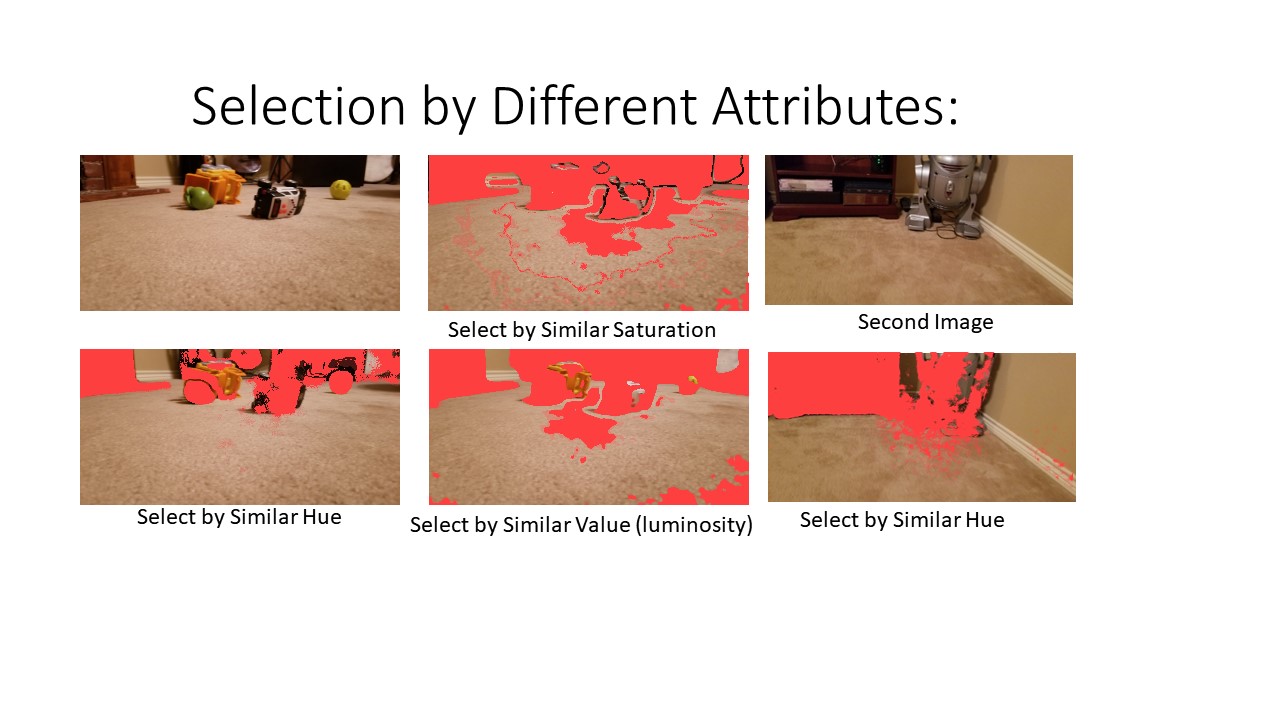 Selection by Different Attributes:
Select by Similar Saturation
Second Image
Select by Similar Hue
Select by Similar Value (luminosity)
Select by Similar Hue